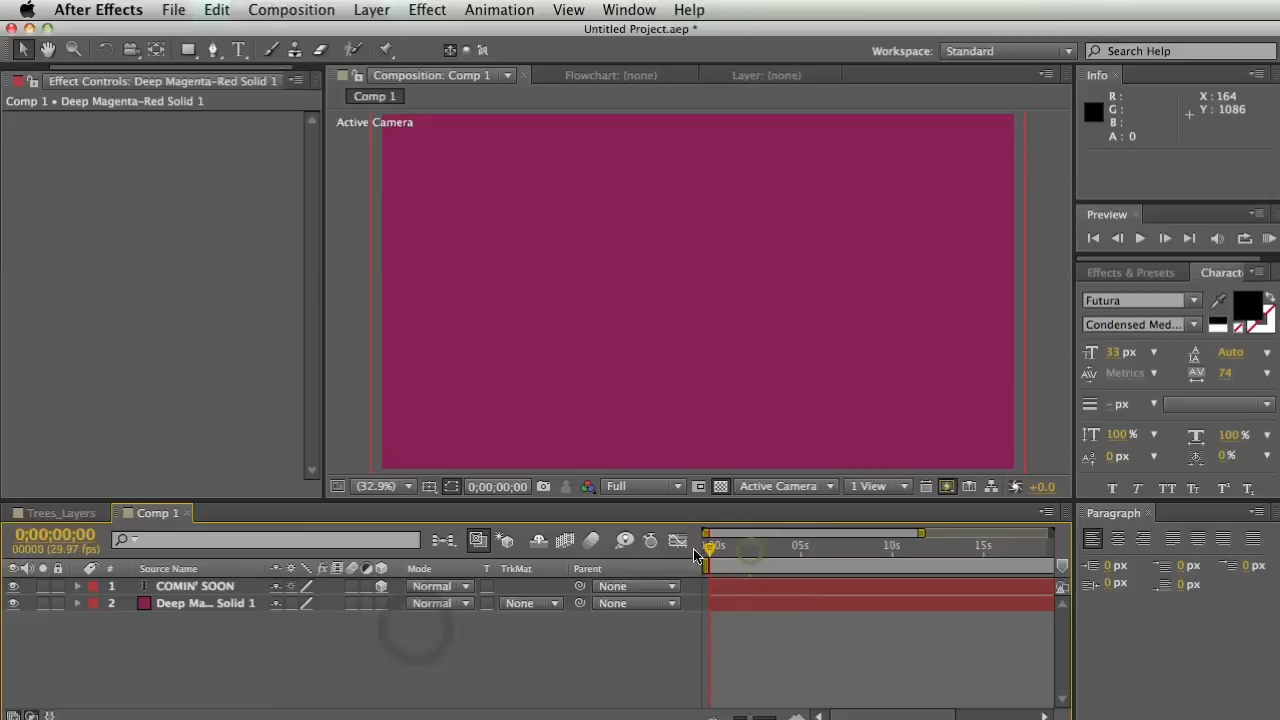 After Effects File Edit Composition Layer Effect Animation View Window Help
Untitled Project.aep *
Workspace: Standard Search Help
Effect Controls: Deep Magenta-Red Solid 1
Composition: Comp 1 Flowchart: (none) Layer: (none)
Info
Comp 1 • Deep Magenta-Red Solid 1
Comp 1
R: X: 164
G: Y: 1086
B:
A: 0
Active Camera
Preview
Effects & Presets Charact
Futura
Condensed Med...
33 px Auto
Metrics 74
- px
100% 100%
0 px 0%
T T TT Tr T¹ T₁
(32.9%) 0;00;00;00 Full Active Camera 1 View +0.0
Trees_Layers Comp 1
Paragraph
0;00;00;00
00000 (29.97 fps)
00s 05s 10s 15s
# Source Name Mode T TrkMat Parent
1 T COMIN' SOON Normal None
2 Deep Ma... Solid 1 Normal None None
0 px 0 px 0 px
0 px 0 px